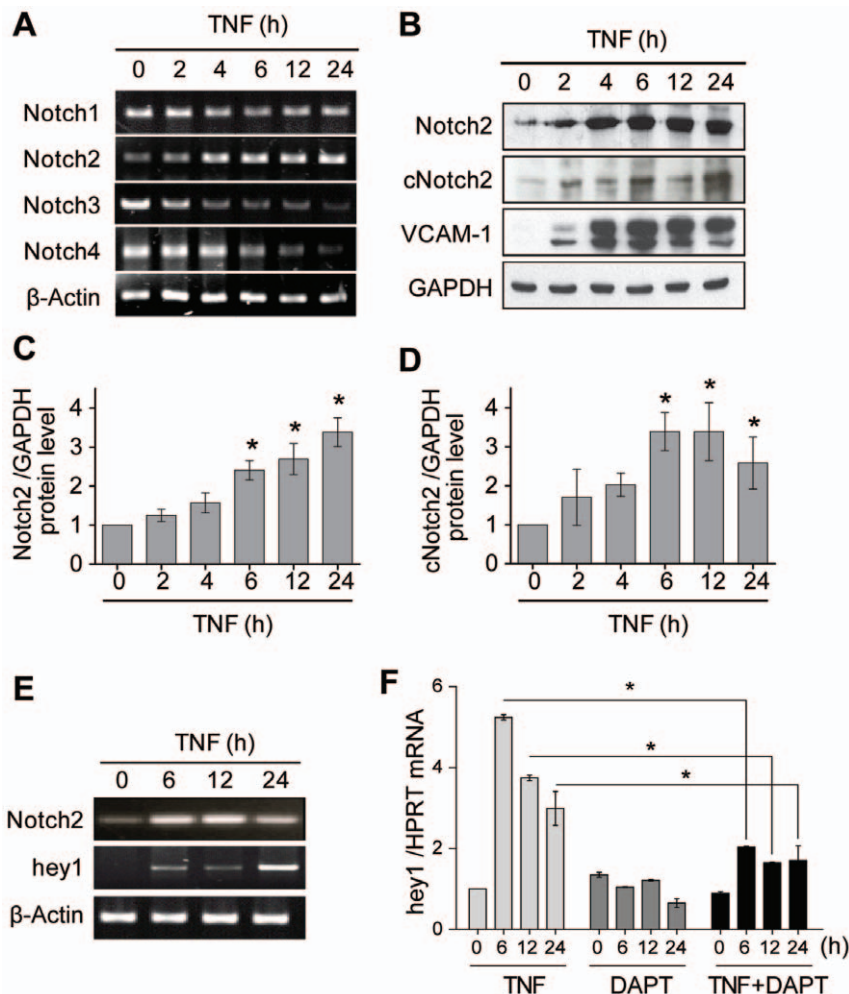 A
TNF (h)
0 2 4 6 12 24
Notch1
Notch2
Notch3
Notch4
β-Actin
B
TNF (h)
0 2 4 6 12 24
Notch2
cNotch2
VCAM-1
GAPDH
C
Notch2 /GAPDH
protein level
4
3
2
1
0
* * *
0 2 4 6 12 24
TNF (h)
D
cNotch2 /GAPDH
protein level
4
3
2
1
0
* * *
0 2 4 6 12 24
TNF (h)
E
TNF (h)
0 6 12 24
Notch2
hey1
β-Actin
F
hey1 /HPRT mRNA
6
4
2
0
*
*
*
0 6 12 24 0 6 12 24 0 6 12 24 (h)
TNF DAPT TNF+DAPT